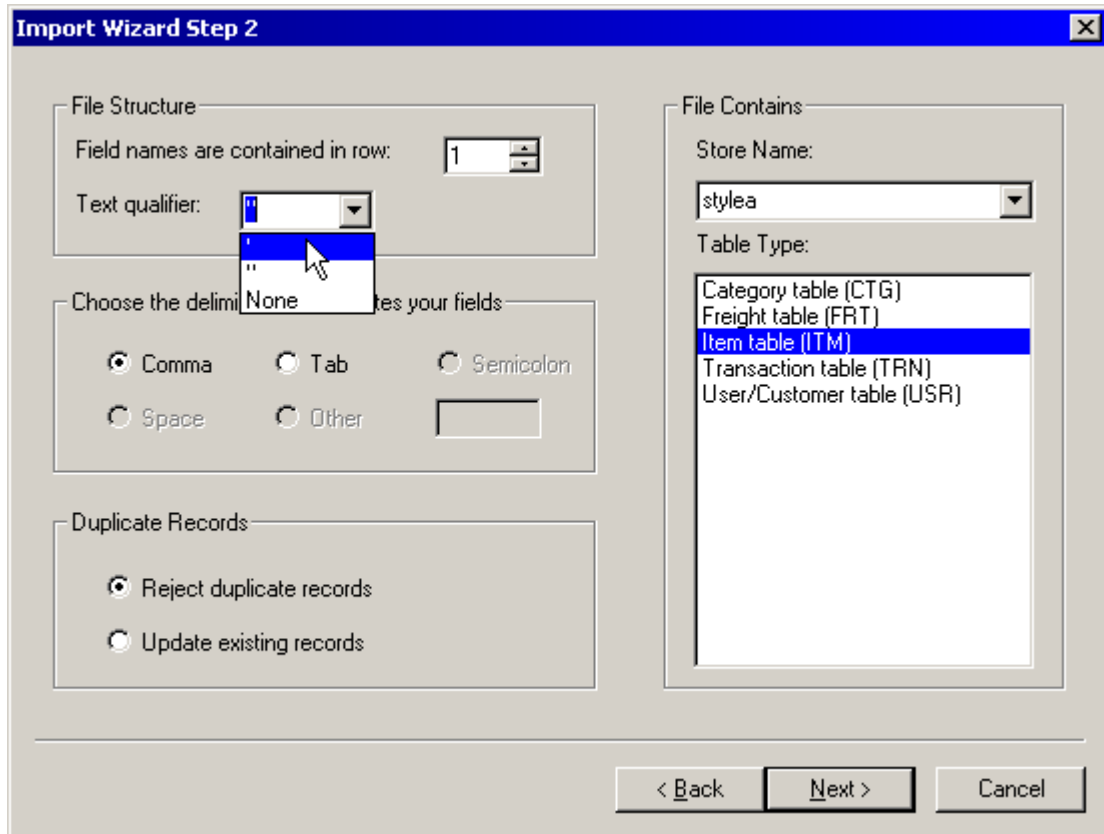 Import Wizard Step 2
File Structure
Field names are contained in row: 1
Text qualifier: "
'
"
None
Choose the delimi tes your fields
Comma Tab Semicolon
Space Other
Duplicate Records
Reject duplicate records
Update existing records
File Contains
Store Name:
stylea
Table Type:
Category table (CTG)
Freight table (FRT)
Item table (ITM)
Transaction table (TRN)
User/Customer table (USR)
< Back Next > Cancel